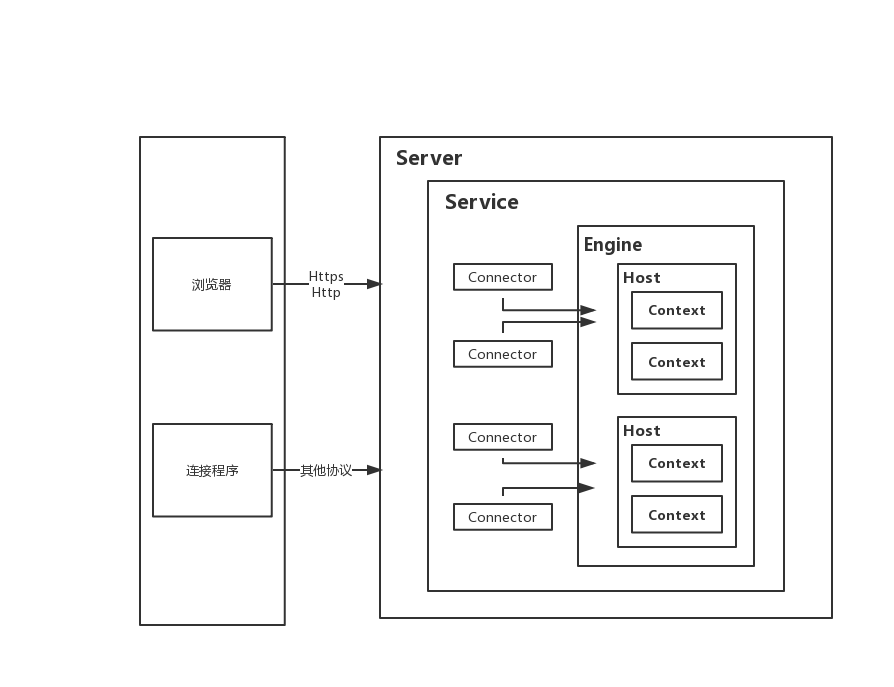 浏览器
Https
Http
连接程序
其他协议
Server
Service
Connector
Connector
Connector
Connector
Engine
Host
Context
Context
Host
Context
Context